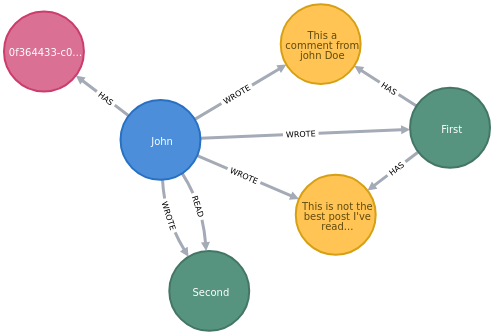 This a
comment from
john Doe
0f364433-c0...
HAS
WROTE
HAS
John
WROTE
First
WROTE
HAS
This is not the
best post I've
read...
WROTE
READ
Second